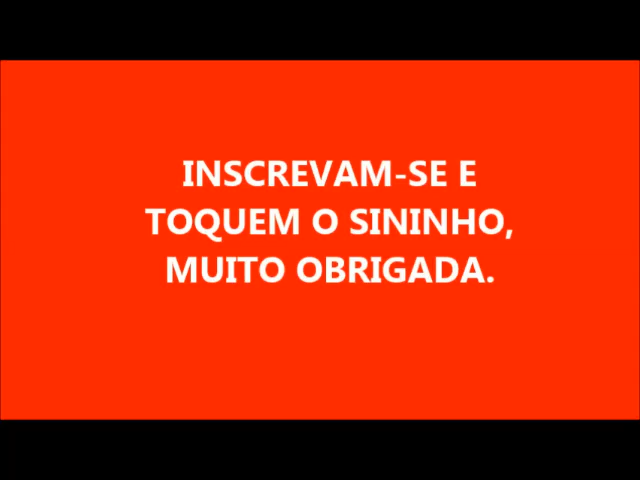 INSCREVAM-SE E
TOQUEM O SININHO,
MUITO OBRIGADA.